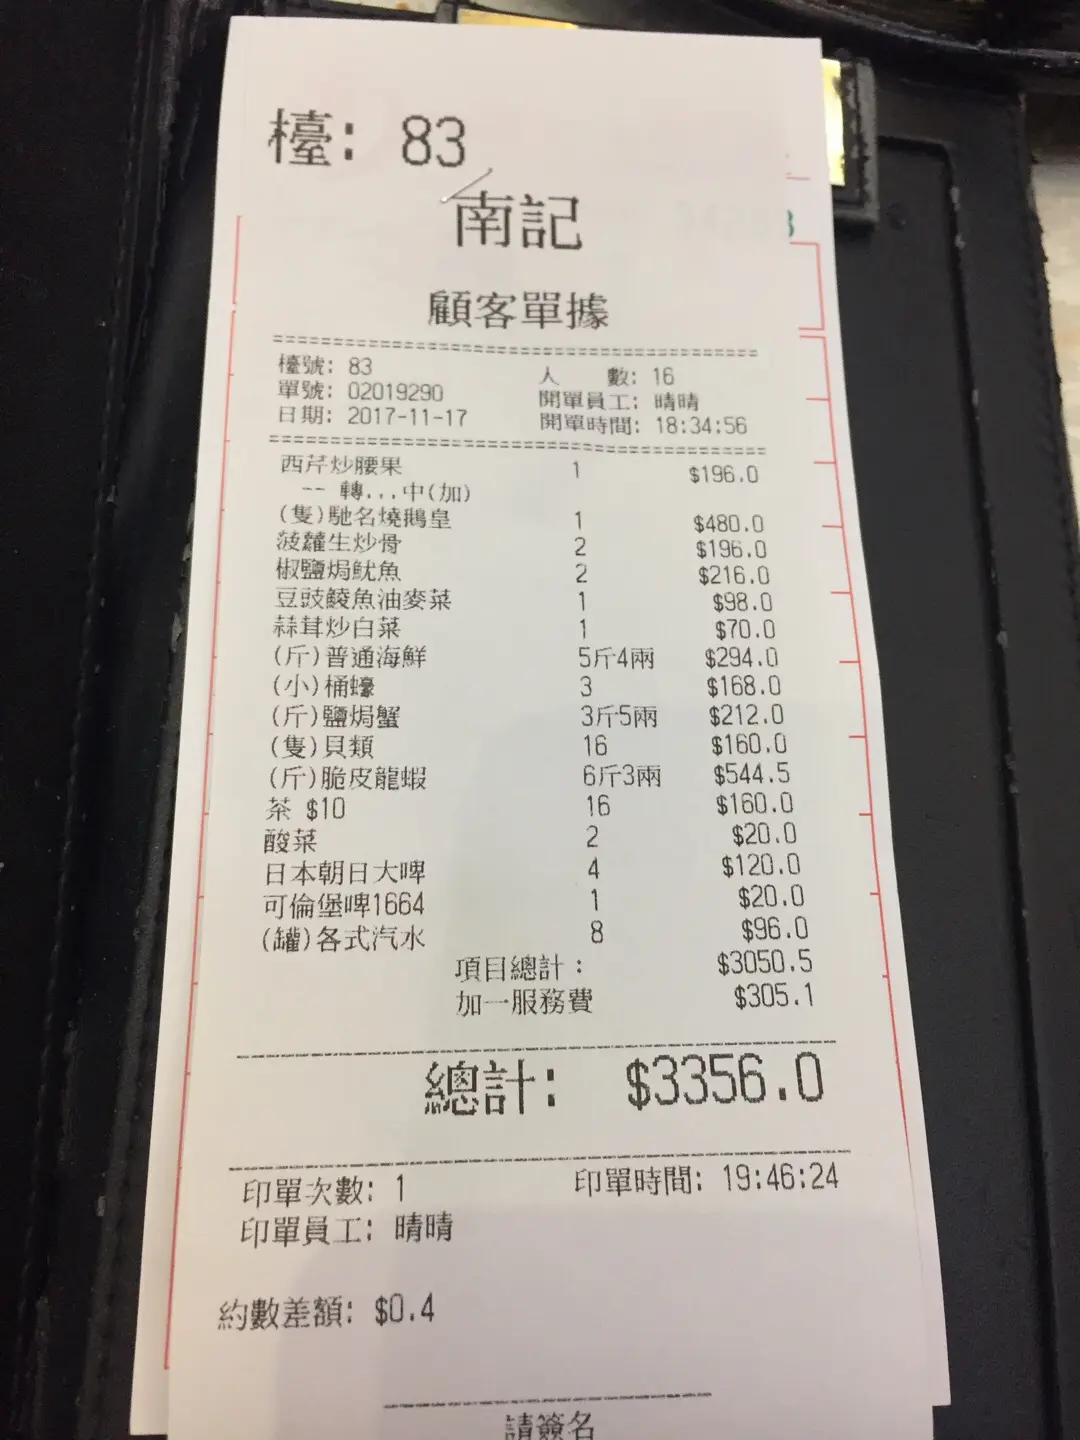 檯: 83
南記
顧客單據
檯號: 83 人 數: 16
單號: 02019290 開單員工: 晴晴
日期: 2017-11-17 開單時間: 18:34:56
西芹炒腰果 1 $196.0
-- 轉...中(加)
(隻)馳名燒鵝皇 1 $480.0
菠蘿生炒骨 2 $196.0
椒鹽焗魷魚 2 $216.0
豆豉鯪魚油麥菜 1 $98.0
蒜茸炒白菜 1 $70.0
(斤)普通海鮮 5斤4兩 $294.0
(小)桶蠔 3 $168.0
(斤)鹽焗蟹 3斤5兩 $212.0
(隻)貝類 16 $160.0
(斤)脆皮龍蝦 6斤3兩 $544.5
茶 $10 16 $160.0
酸菜 2 $20.0
日本朝日大啤 4 $120.0
可倫堡啤1664 1 $20.0
(罐)各式汽水 8 $96.0
項目總計: $3050.5
加一服務費 $305.1
總計: $3356.0
印單次數: 1 印單時間: 19:46:24
印單員工: 晴晴
約數差額: $0.4
請簽名